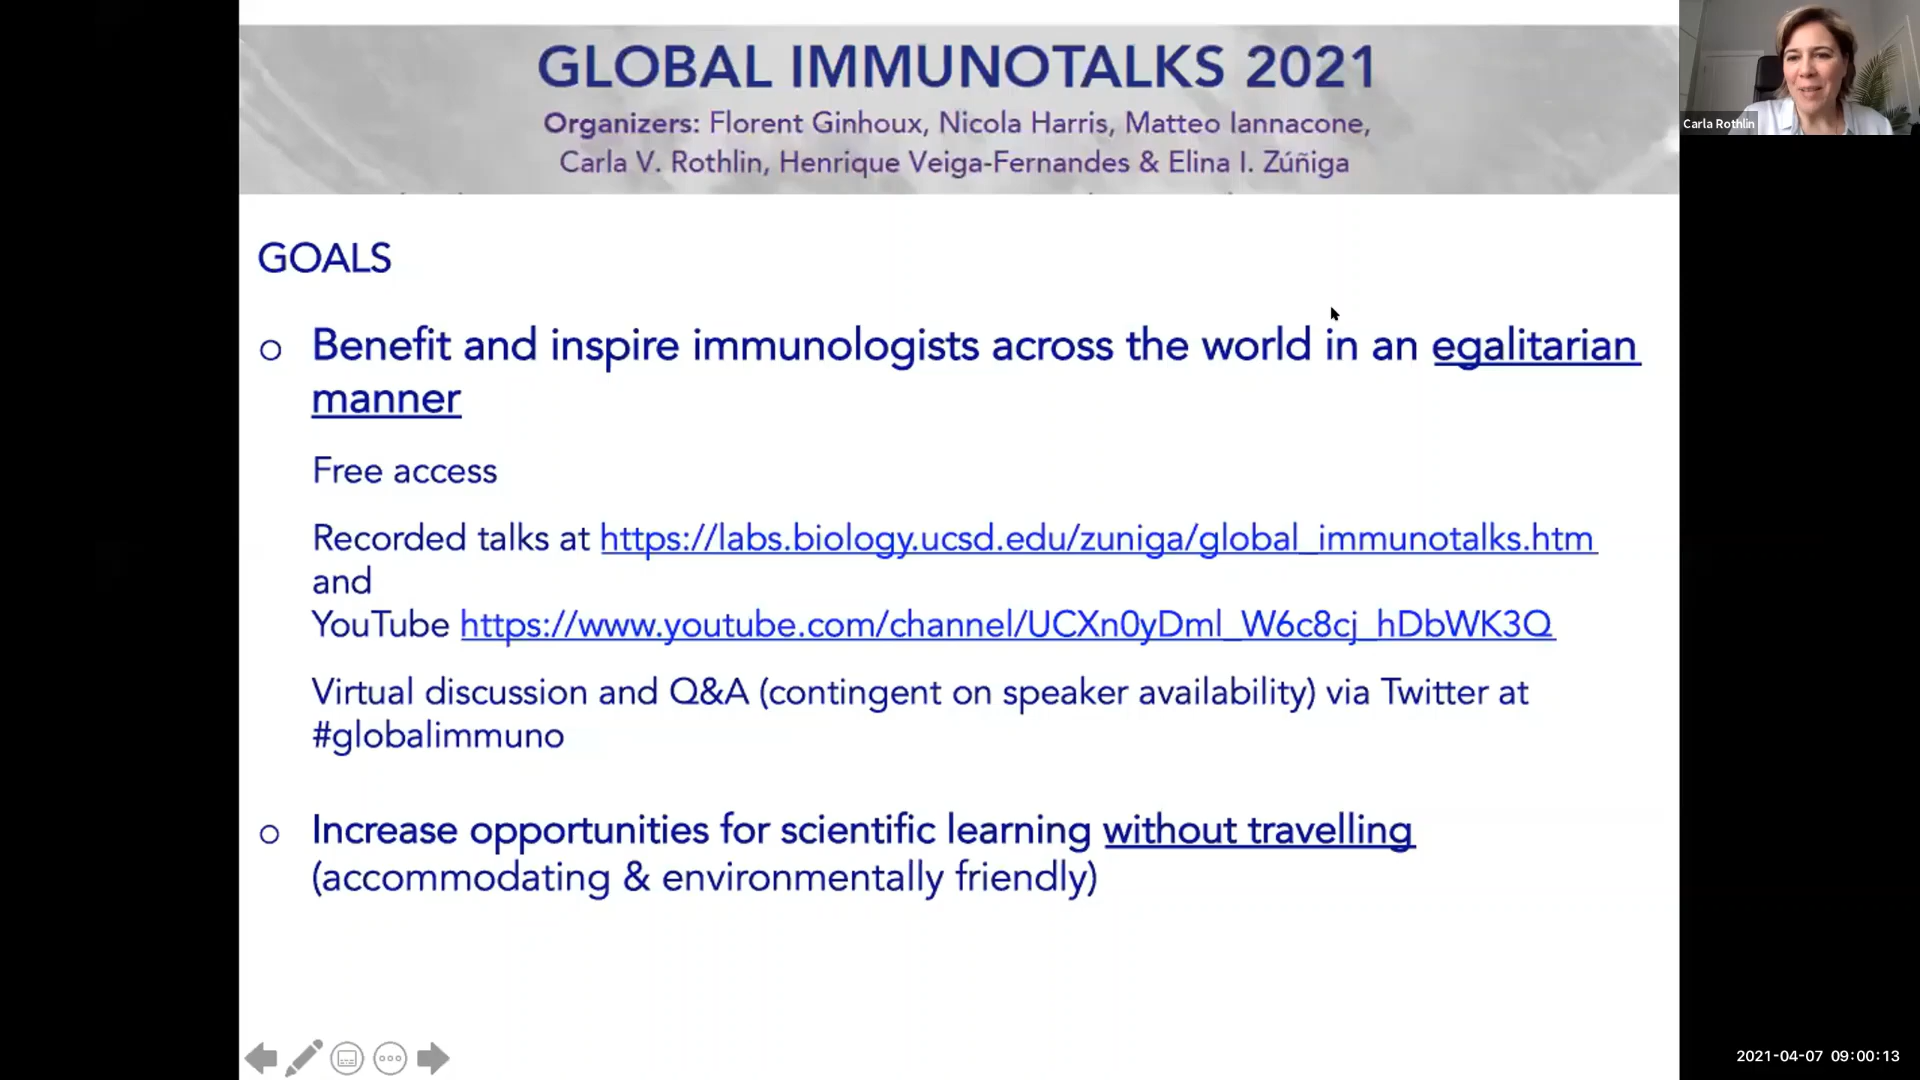 GLOBAL IMMUNOTALKS 2021
Organizers: Florent Ginhoux, Nicola Harris, Matteo Iannacone,
Carla V. Rothlin, Henrique Veiga-Fernandes & Elina I. Zúñiga
Carla Rothlin
GOALS
o Benefit and inspire immunologists across the world in an egalitarian
manner
Free access
Recorded talks at https://labs.biology.ucsd.edu/zuniga/global_immunotalks.htm
and
YouTube https://www.youtube.com/channel/UCXn0yDml_W6c8cj_hDbWK3Q
Virtual discussion and Q&A (contingent on speaker availability) via Twitter at
#globalimmuno
o Increase opportunities for scientific learning without travelling
(accommodating & environmentally friendly)
2021-04-07 09:00:13